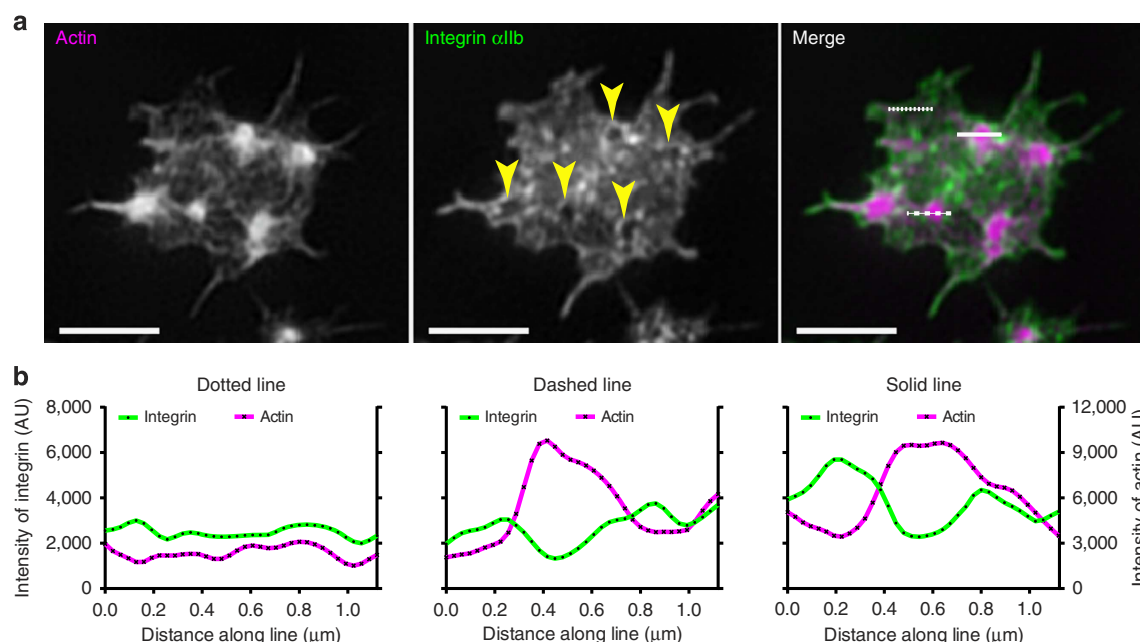 a
Actin
Integrin αIIb
Merge
b
Dotted line
Dashed line
Solid line
Intensity of integrin (AU)
8,000
6,000
4,000
2,000
0
Integrin
Actin
0.0 0.2 0.4 0.6 0.8 1.0
Distance along line (μm)
Integrin
Actin
0.0 0.2 0.4 0.6 0.8 1.0
Distance along line (μm)
Integrin
Actin
0.0 0.2 0.4 0.6 0.8 1.0
Distance along line (μm)
12,000
9,000
6,000
3,000
0
Intensity of actin (AU)